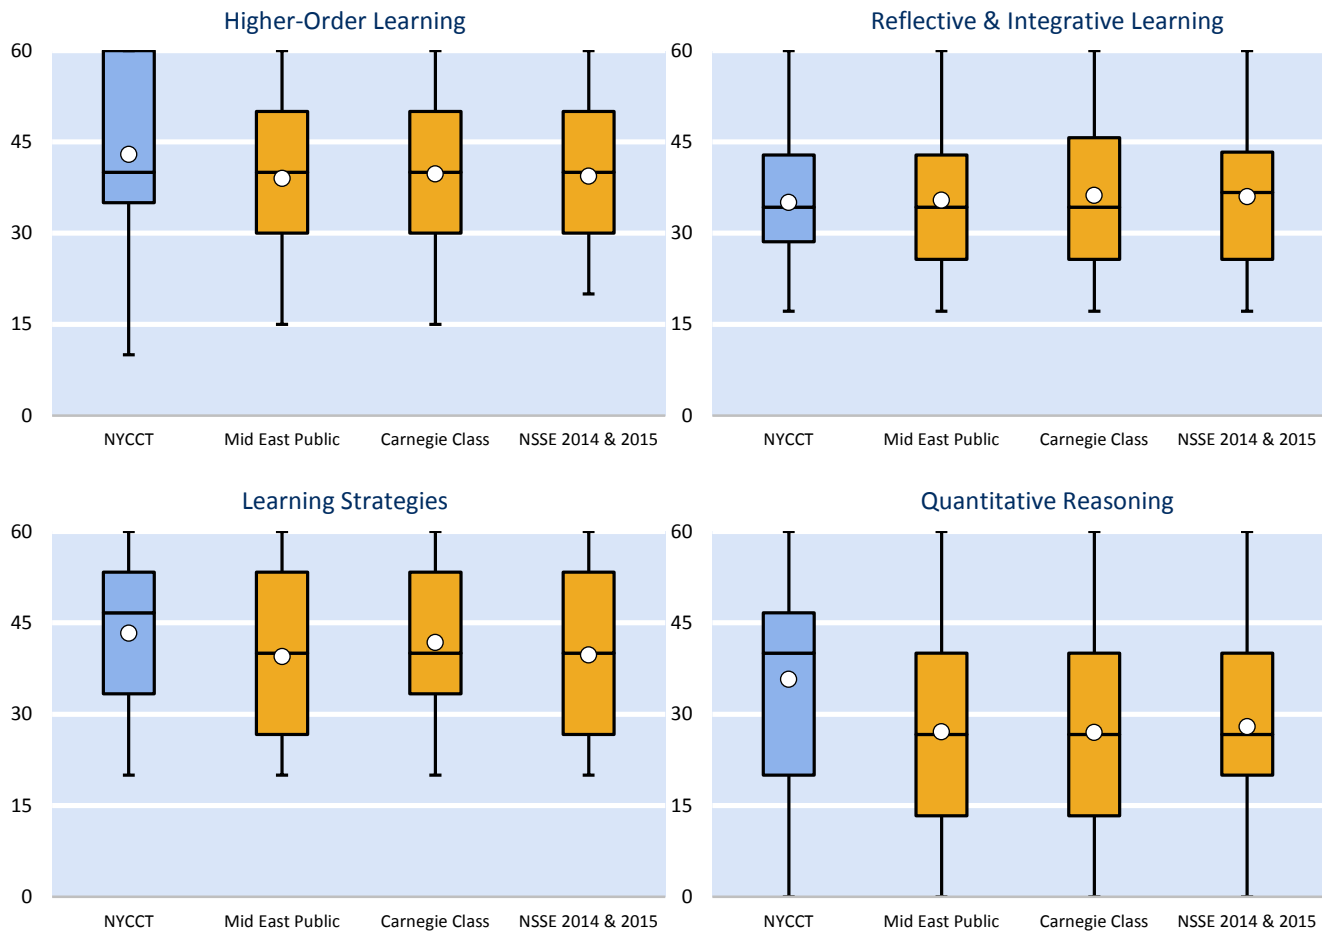 Higher-Order Learning
60
45
30
15
0
NYCCT Mid East Public Carnegie Class NSSE 2014 & 2015
Reflective & Integrative Learning
60
45
30
15
0
NYCCT Mid East Public Carnegie Class NSSE 2014 & 2015
Learning Strategies
60
45
30
15
0
NYCCT Mid East Public Carnegie Class NSSE 2014 & 2015
Quantitative Reasoning
60
45
30
15
0
NYCCT Mid East Public Carnegie Class NSSE 2014 & 2015